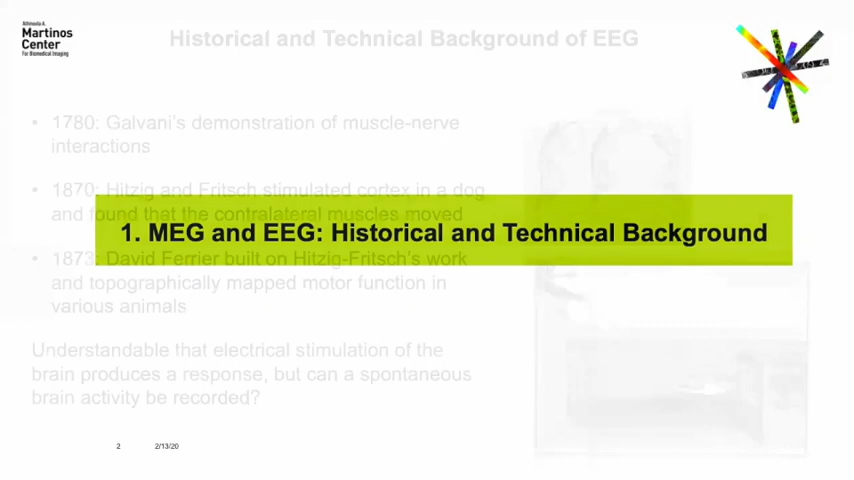 Athinoula A.
Martinos
Center
For Biomedical Imaging
Historical and Technical Background of EEG
• 1780: Galvani's demonstration of muscle-nerve
interactions
• 1870: Hitzig and Fritsch stimulated cortex in a dog
and found that the contralateral muscles moved
1. MEG and EEG: Historical and Technical Background
• 1873: David Ferrier built on Hitzig-Fritsch's work
and topographically mapped motor function in
various animals
Understandable that electrical stimulation of the
brain produces a response, but can a spontaneous
brain activity be recorded?
2 2/13/20